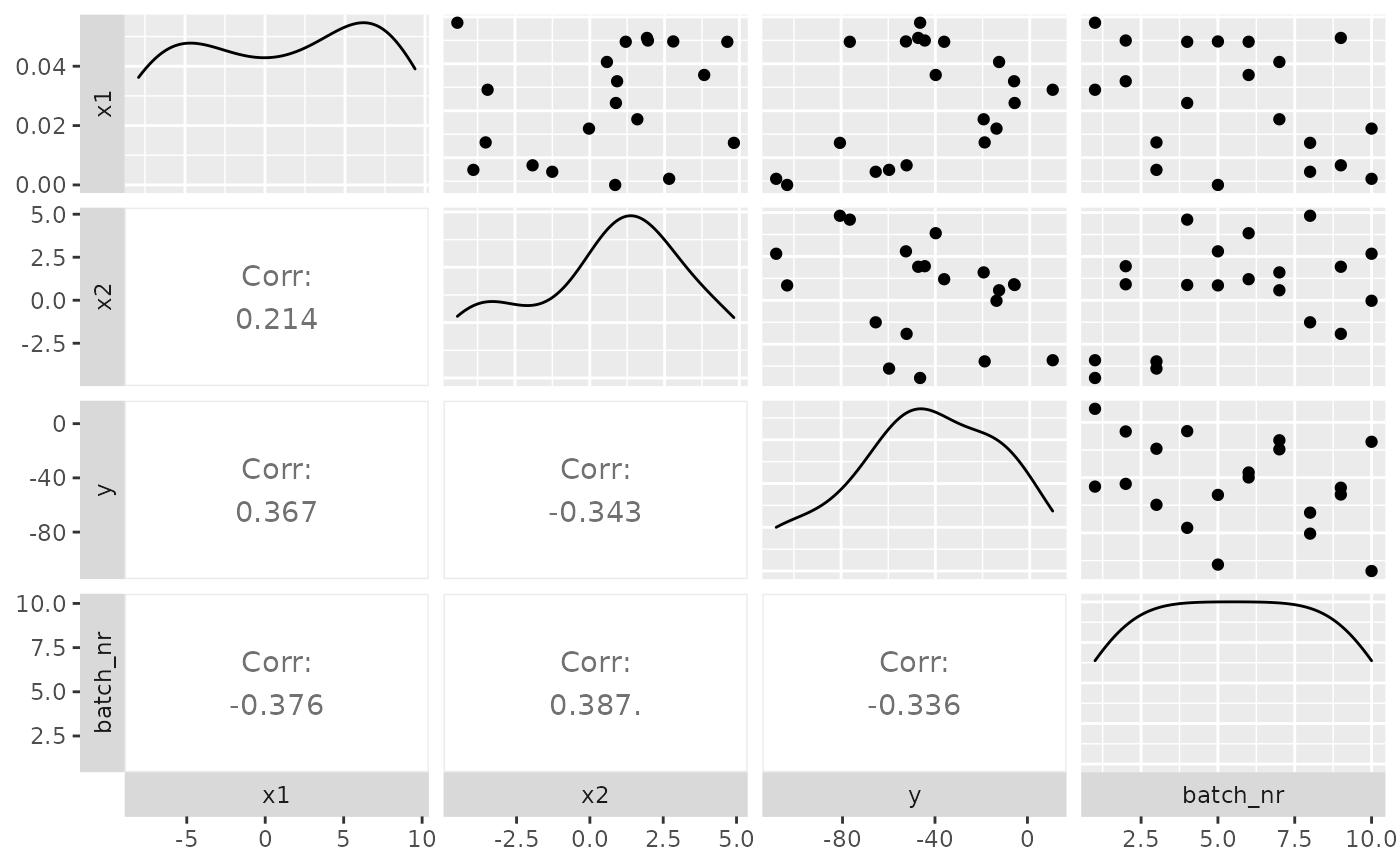 0.04
0.02
0.00
x1
5.0
2.5
0.0
-2.5
x2
Corr:
0.214
0
-40
-80
y
Corr:
0.367
Corr:
-0.343
10.0
7.5
5.0
2.5
batch_nr
Corr:
-0.376
Corr:
0.387.
Corr:
-0.336
x1
x2
y
batch_nr
-5 0 5 10
-2.5 0.0 2.5 5.0
-80 -40 0
2.5 5.0 7.5 10.0